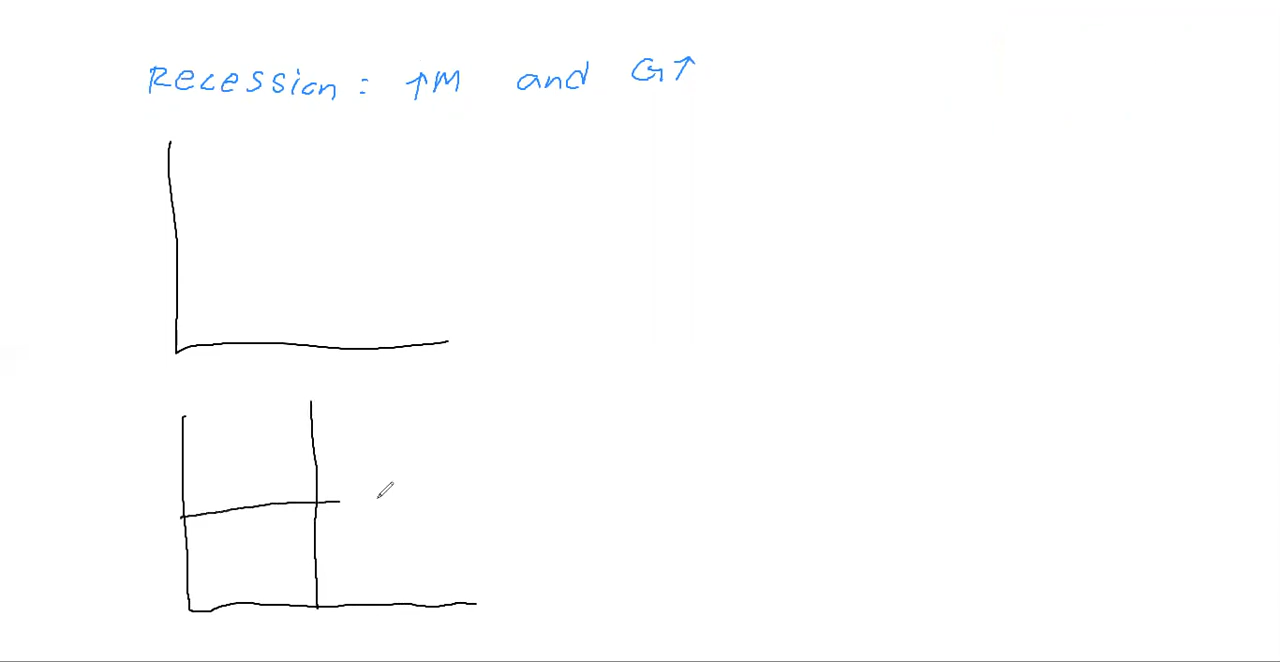 Recession: ↑M and G↑